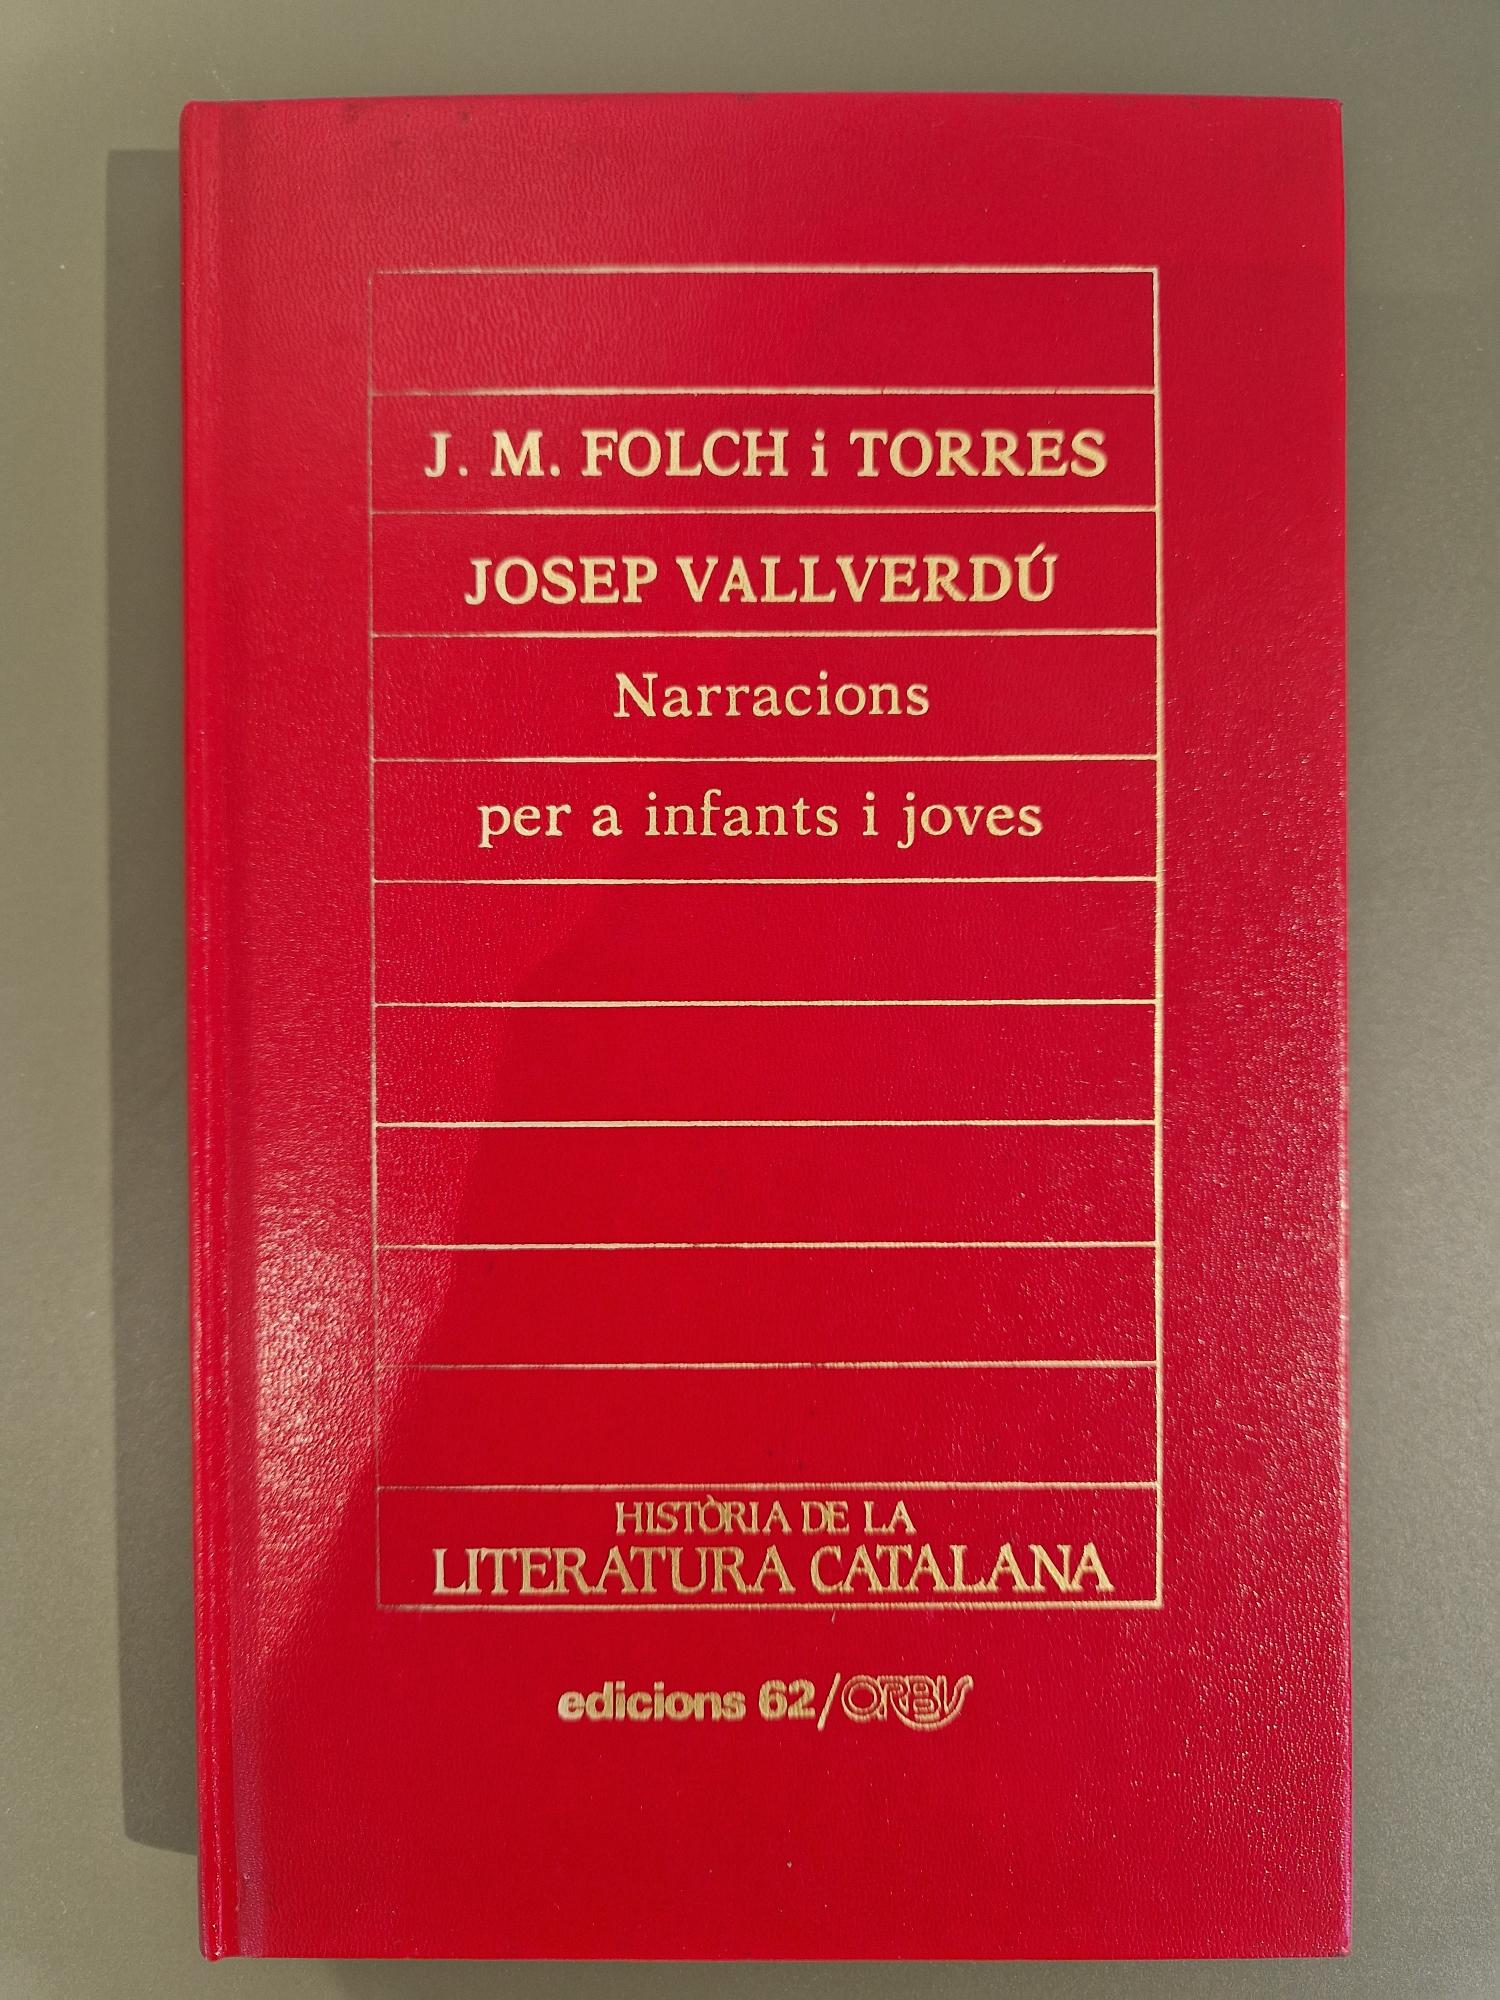 J. M. FOLCH i TORRES
JOSEP VALLVERDÚ
Narracions
per a infants i joves
HISTÒRIA DE LA
LITERATURA CATALANA
edicions 62/ORBIS